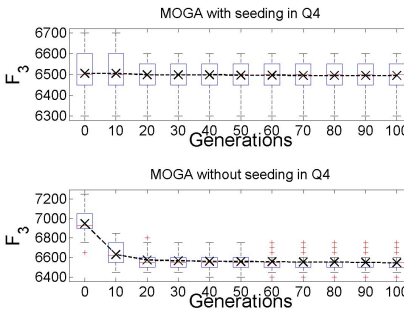 MOGA with seeding in Q4
6700
6600
6500
6400
6300
F3
0 10 20 30 40 50 60 70 80 90 100
Generations
MOGA without seeding in Q4
7200
7000
6800
6600
6400
F3
0 10 20 30 40 50 60 70 80 90 100
Generations